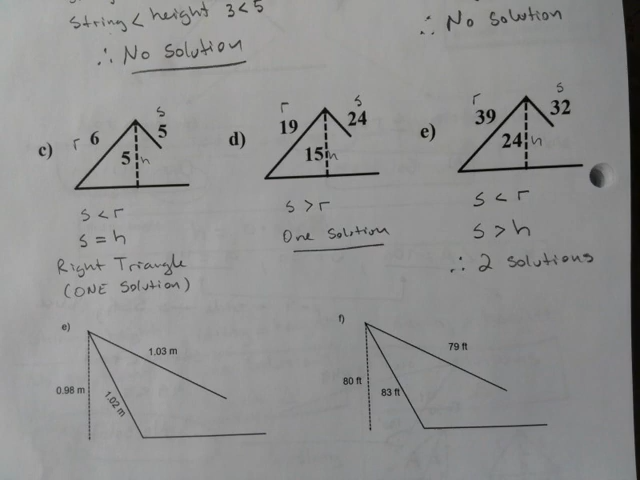 String < height 3<5
∴ No Solution
∴ No Solution
c) r 6 s 5 5 h
s < r
s = h
Right Triangle
(ONE Solution)
d) r 19 s 24 15 h
s > r
One Solution
e) r 39 s 32 24 h
s < r
s > h
∴ 2 Solutions
e)
1.03 m
0.98 m
1.02 m
f)
79 ft
80 ft
83 ft